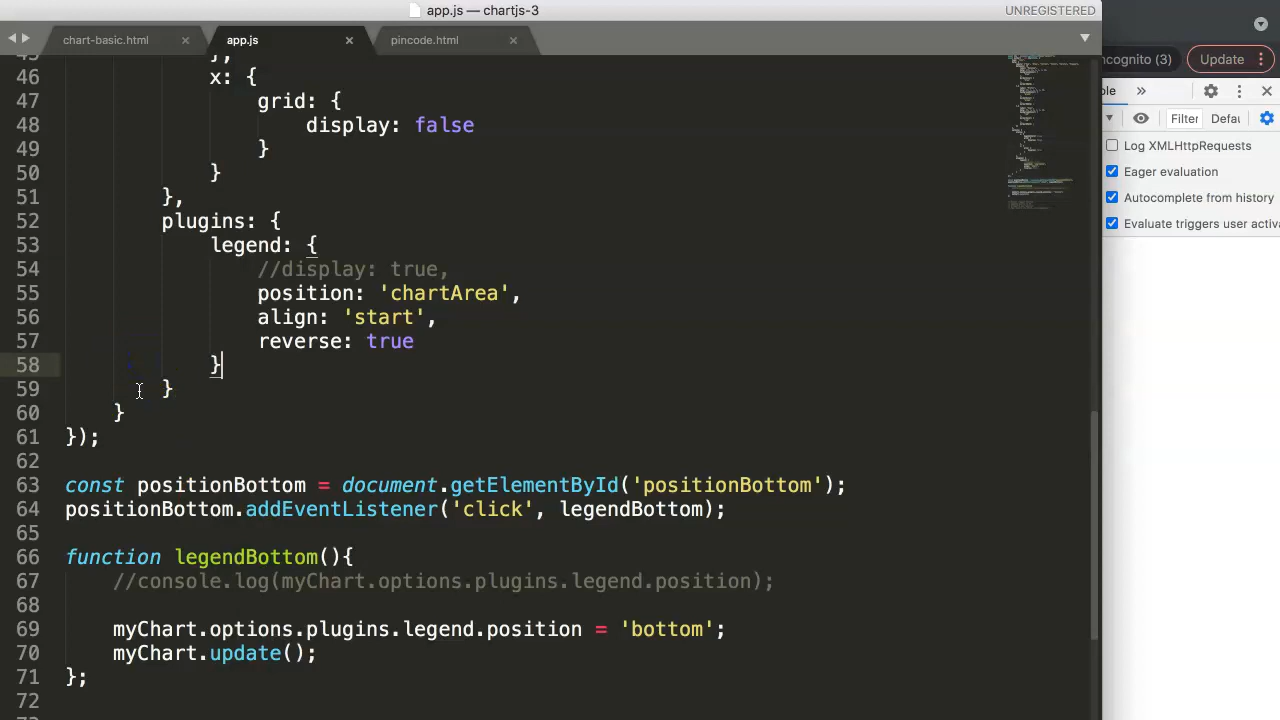 app.js — chartjs-3
UNREGISTERED
chart-basic.html
app.js
pincode.html
ncognito (3)
Update
46 x: {
47 grid: {
48 display: false
49 }
50 }
51 },
52 plugins: {
53 legend: {
54 //display: true,
55 position: 'chartArea',
56 align: 'start',
57 reverse: true
58 }
59 }
60 }
61 });
62
63 const positionBottom = document.getElementById('positionBottom');
64 positionBottom.addEventListener('click', legendBottom);
65
66 function legendBottom(){
67 //console.log(myChart.options.plugins.legend.position);
68
69 myChart.options.plugins.legend.position = 'bottom';
70 myChart.update();
71 };
72
Filter
Defau
Log XMLHttpRequests
Eager evaluation
Autocomplete from history
Evaluate triggers user activa